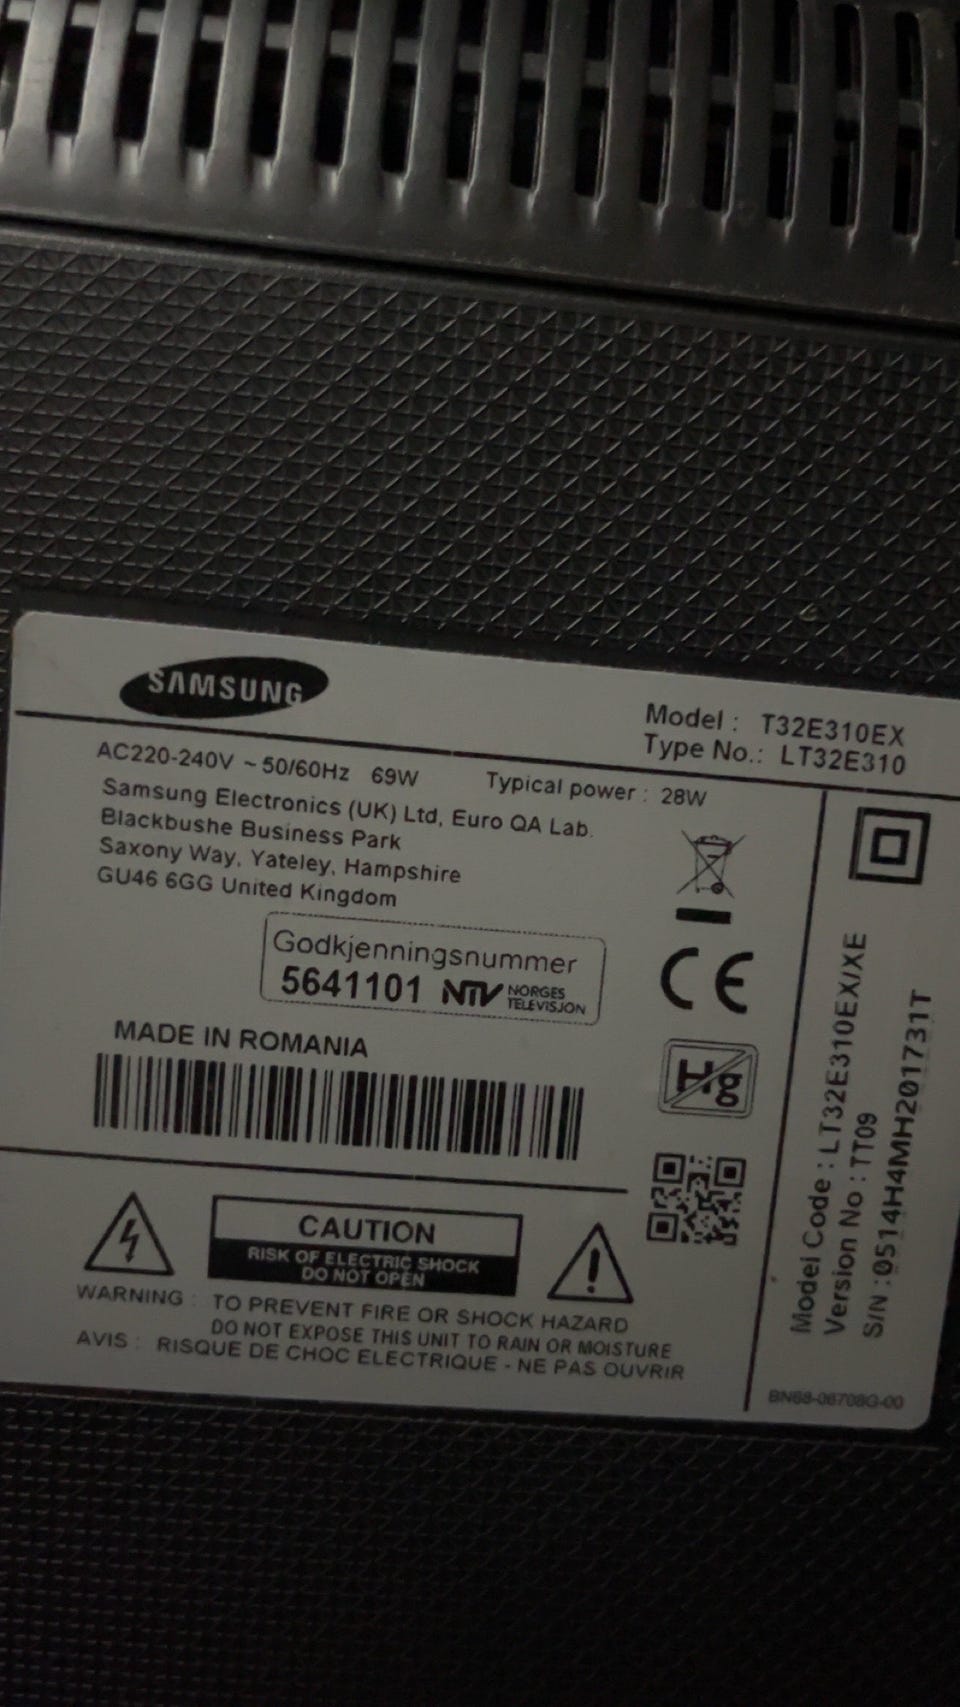 SAMSUNG
Model : T32E310EX
Type No.: LT32E310
AC220-240V ~ 50/60Hz 69W Typical power : 28W
Samsung Electronics (UK) Ltd, Euro QA Lab.
Blackbushe Business Park
Saxony Way, Yateley, Hampshire
GU46 6GG United Kingdom
Godkjenningsnummer
5641101 NTV NORGES
TELEVISJON
CE
MADE IN ROMANIA
Hg
CAUTION
RISK OF ELECTRIC SHOCK
DO NOT OPEN
WARNING : TO PREVENT FIRE OR SHOCK HAZARD
DO NOT EXPOSE THIS UNIT TO RAIN OR MOISTURE
AVIS : RISQUE DE CHOC ELECTRIQUE - NE PAS OUVRIR
Model Code : LT32E310EX/XE
Version No : TT09
S/N : 0514H4MH201731T
BN68-06708G-00